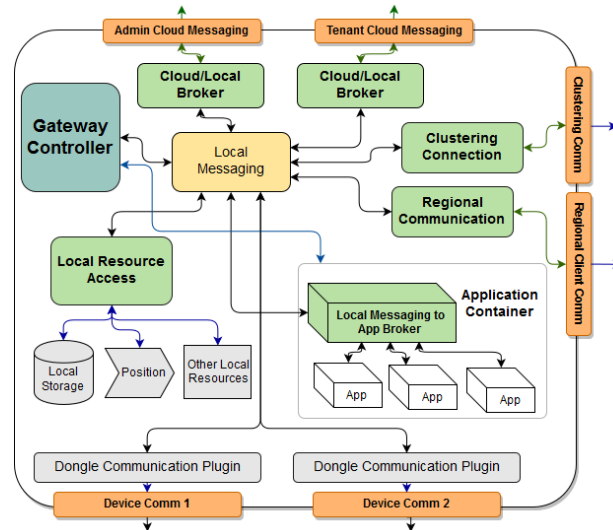 Admin Cloud Messaging
Tenant Cloud Messaging
Cloud/Local
Broker
Cloud/Local
Broker
Gateway
Controller
Local
Messaging
Clustering
Connection
Clustering Comm
Regional
Communication
Regional Client Comm
Local Resource
Access
Application
Container
Local Messaging to
App Broker
Local
Storage
Position
Other Local
Resources
App
App
App
Dongle Communication Plugin
Dongle Communication Plugin
Device Comm 1
Device Comm 2